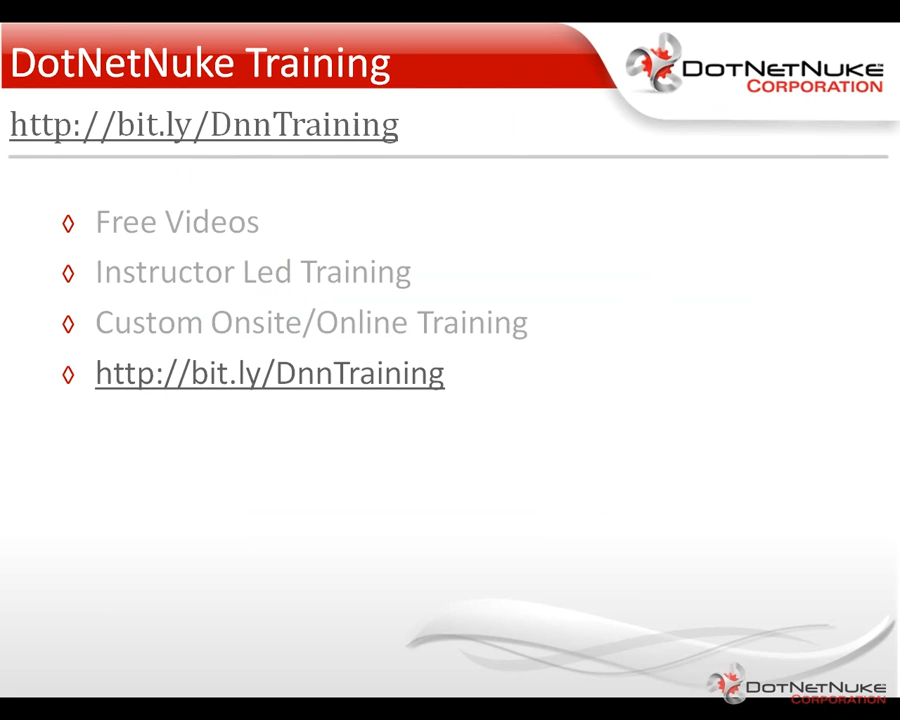 DotNetNuke Training
DotNetNuke
Corporation
http://bit.ly/DnnTraining
Free Videos
Instructor Led Training
Custom Onsite/Online Training
http://bit.ly/DnnTraining
DotNetNuke
Corporation